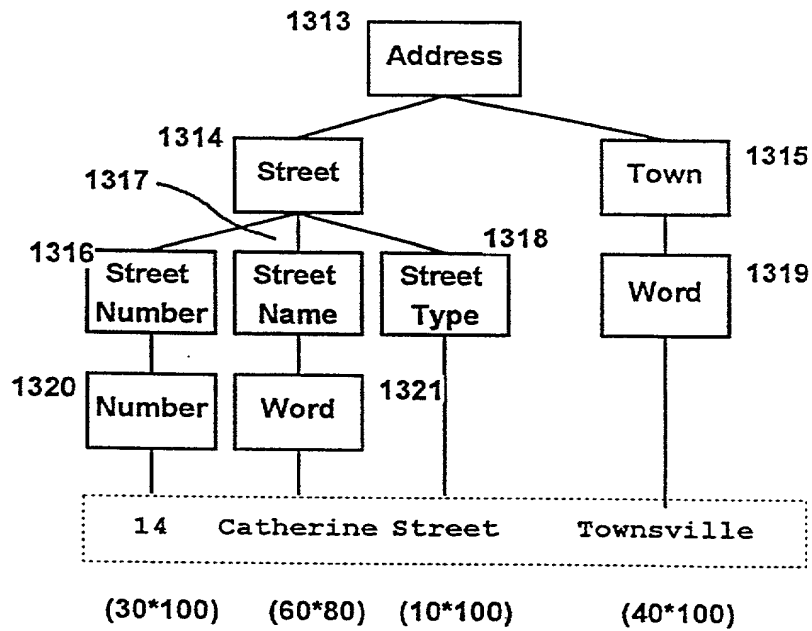 1313
Address
1314
Street
1315
Town
1317
1316
1318
1319
Street Number
Street Name
Street Type
Word
1320
Number
Word
1321
14 Catherine Street Townsville
(30*100) (60*80) (10*100) (40*100)